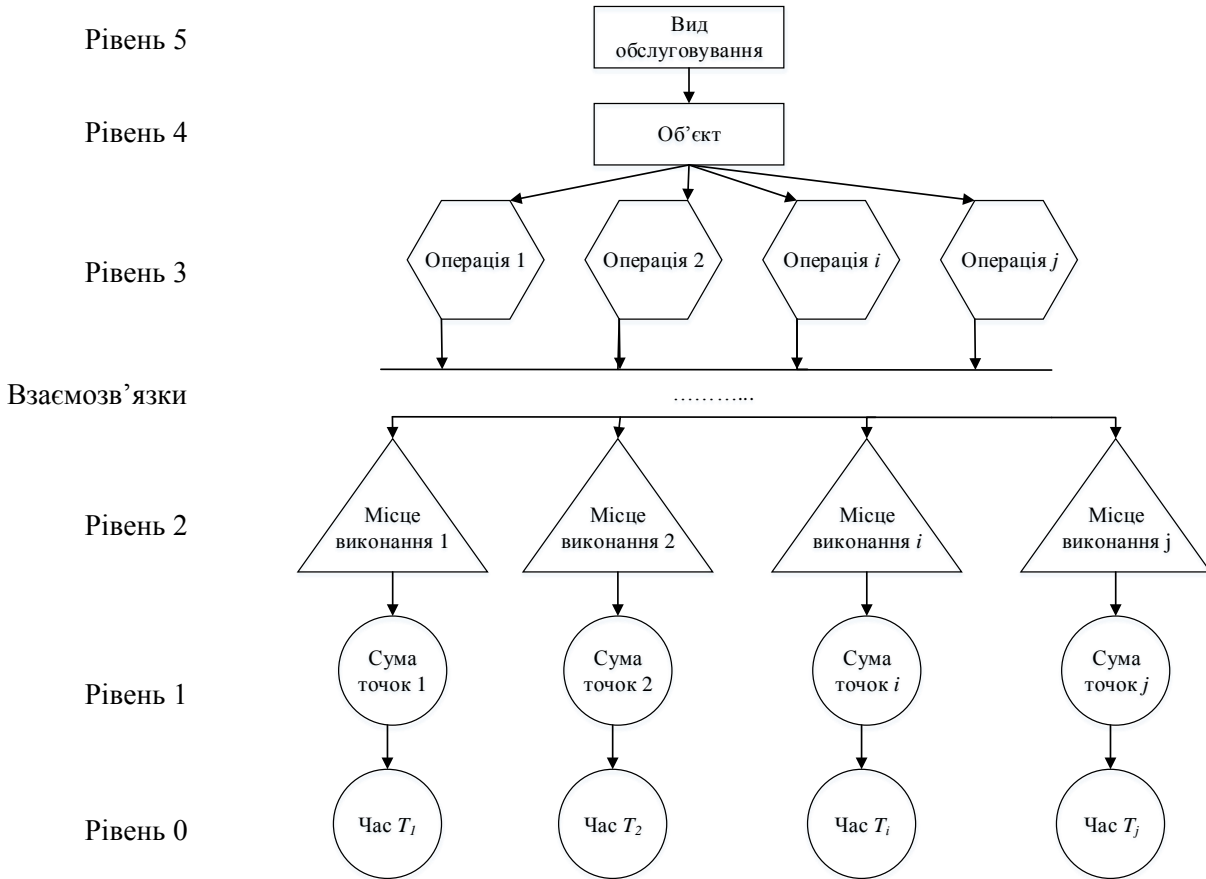 Рівень 5
Вид
обслуговування
Рівень 4
Об’єкт
Рівень 3
Операція 1
Операція 2
Операція i
Операція j
Взаємозв’язки
………...
Рівень 2
Місце
виконання 1
Місце
виконання 2
Місце
виконання i
Місце
виконання j
Рівень 1
Сума
точок 1
Сума
точок 2
Сума
точок i
Сума
точок j
Рівень 0
Час T1
Час T2
Час Ti
Час Tj